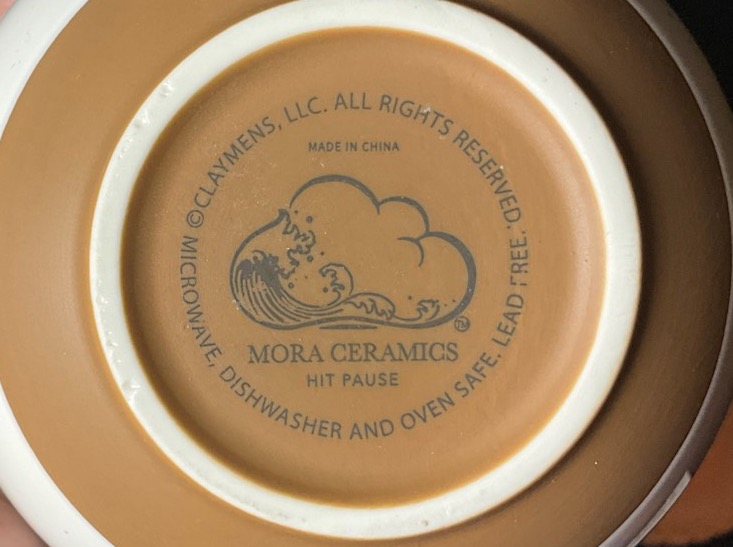 ©CLAYMENS, LLC. ALL RIGHTS RESERVED.
MADE IN CHINA
TM
MORA CERAMICS
HIT PAUSE
MICROWAVE, DISHWASHER AND OVEN SAFE. LEAD FREE.